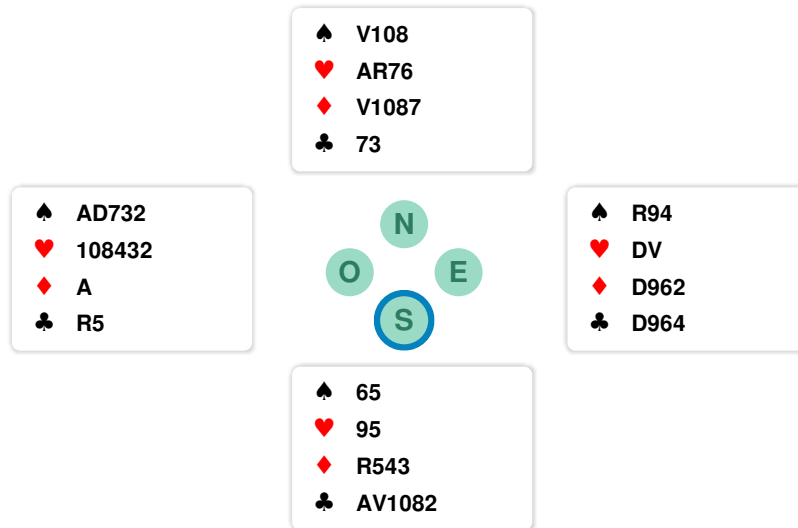 ♠ V108
♥ AR76
♦ V1087
♣ 73
♠ AD732
♥ 108432
♦ A
♣ R5
N
O E
S
♠ R94
♥ DV
♦ D962
♣ D964
♠ 65
♥ 95
♦ R543
♣ AV1082